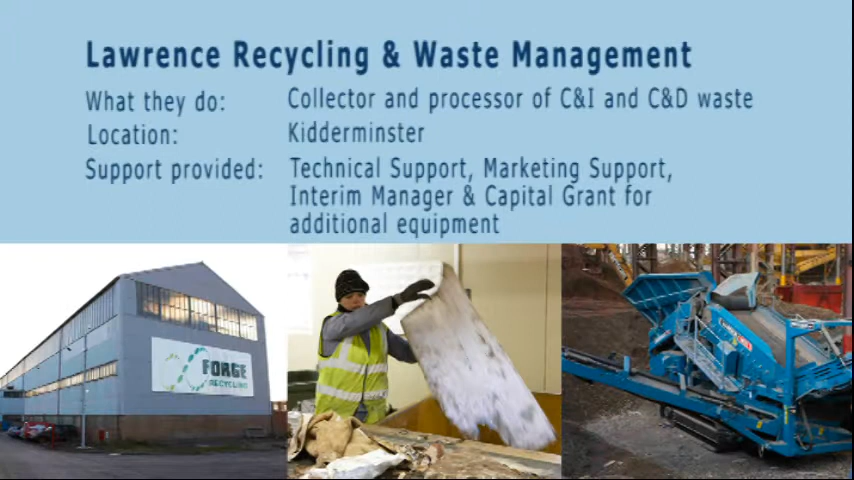 Lawrence Recycling & Waste Management
What they do: Collector and processor of C&I and C&D waste
Location: Kidderminster
Support provided: Technical Support, Marketing Support,
Interim Manager & Capital Grant for
additional equipment
FORGE
RECYCLING